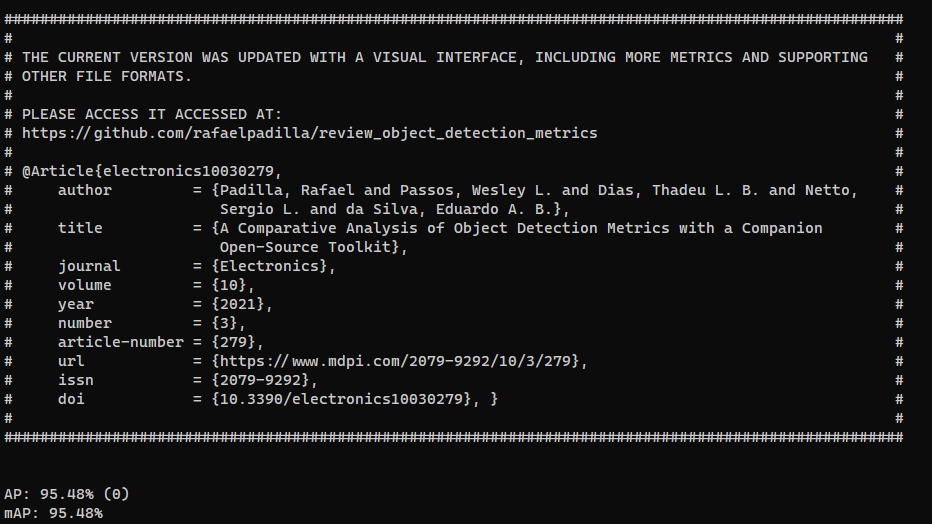 ####################################################################################################
#                                                                                                  #
# THE CURRENT VERSION WAS UPDATED WITH A VISUAL INTERFACE, INCLUDING MORE METRICS AND SUPPORTING   #
# OTHER FILE FORMATS.                                                                              #
#                                                                                                  #
# PLEASE ACCESS IT ACCESSED AT:                                                                    #
# https://github.com/rafaelpadilla/review_object_detection_metrics                                 #
#                                                                                                  #
# @Article{electronics10030279,                                                                    #
#     author         = {Padilla, Rafael and Passos, Wesley L. and Dias, Thadeu L. B. and Netto,    #
#                       Sergio L. and da Silva, Eduardo A. B.},                                    #
#     title          = {A Comparative Analysis of Object Detection Metrics with a Companion        #
#                       Open-Source Toolkit},                                                      #
#     journal        = {Electronics},                                                              #
#     volume         = {10},                                                                       #
#     year           = {2021},                                                                     #
#     number         = {3},                                                                        #
#     article-number = {279},                                                                      #
#     url            = {https://www.mdpi.com/2079-9292/10/3/279},                                  #
#     issn           = {2079-9292},                                                                #
#     doi            = {10.3390/electronics10030279}, }                                            #
#                                                                                                  #
####################################################################################################
AP: 95.48% (0)
mAP: 95.48%